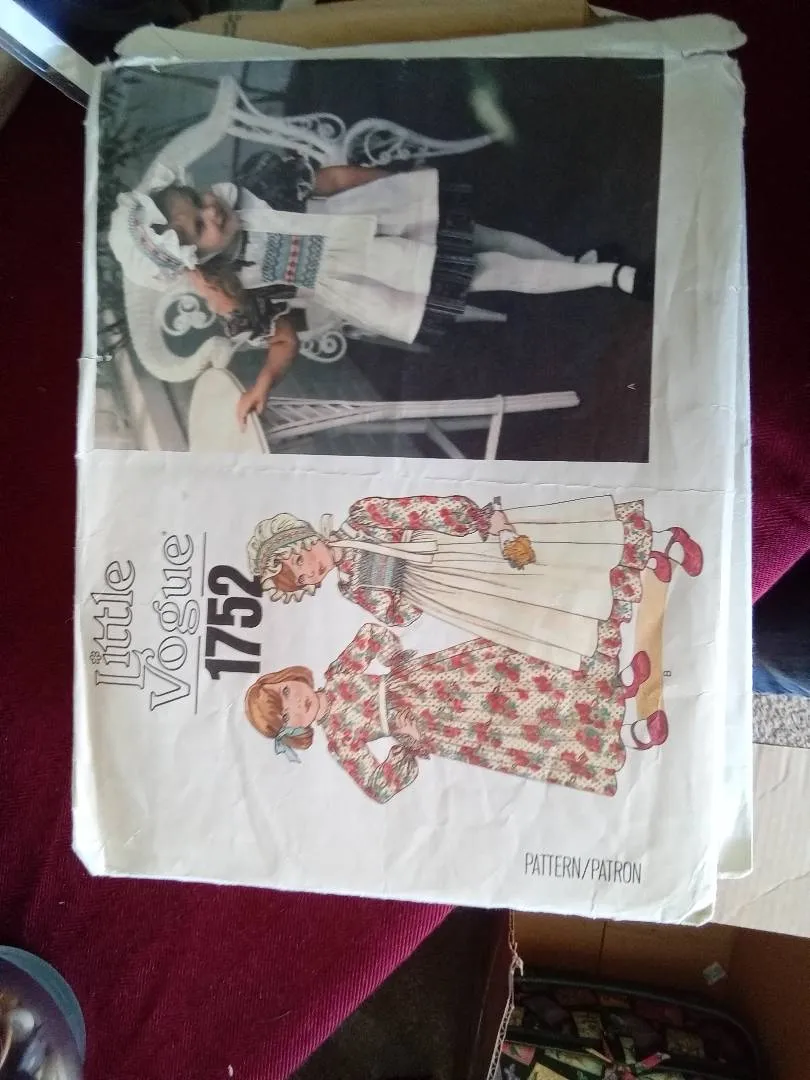 Little
Vogue
1752
A
B
PATTERN/PATRON